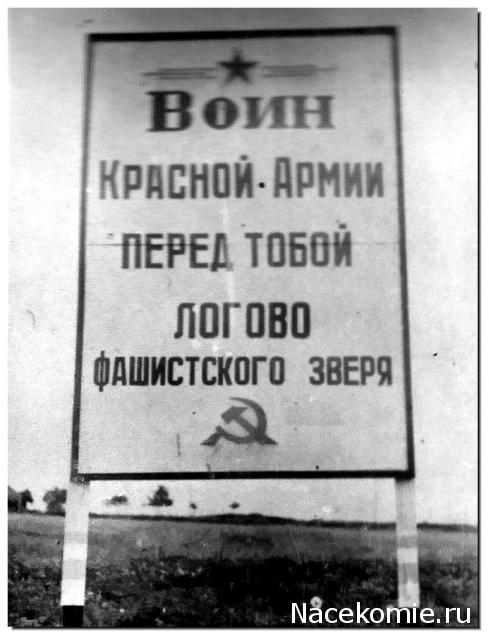 Воин
Красной Армии
перед тобой
логово
фашистского зверя
Nacekomie.ru